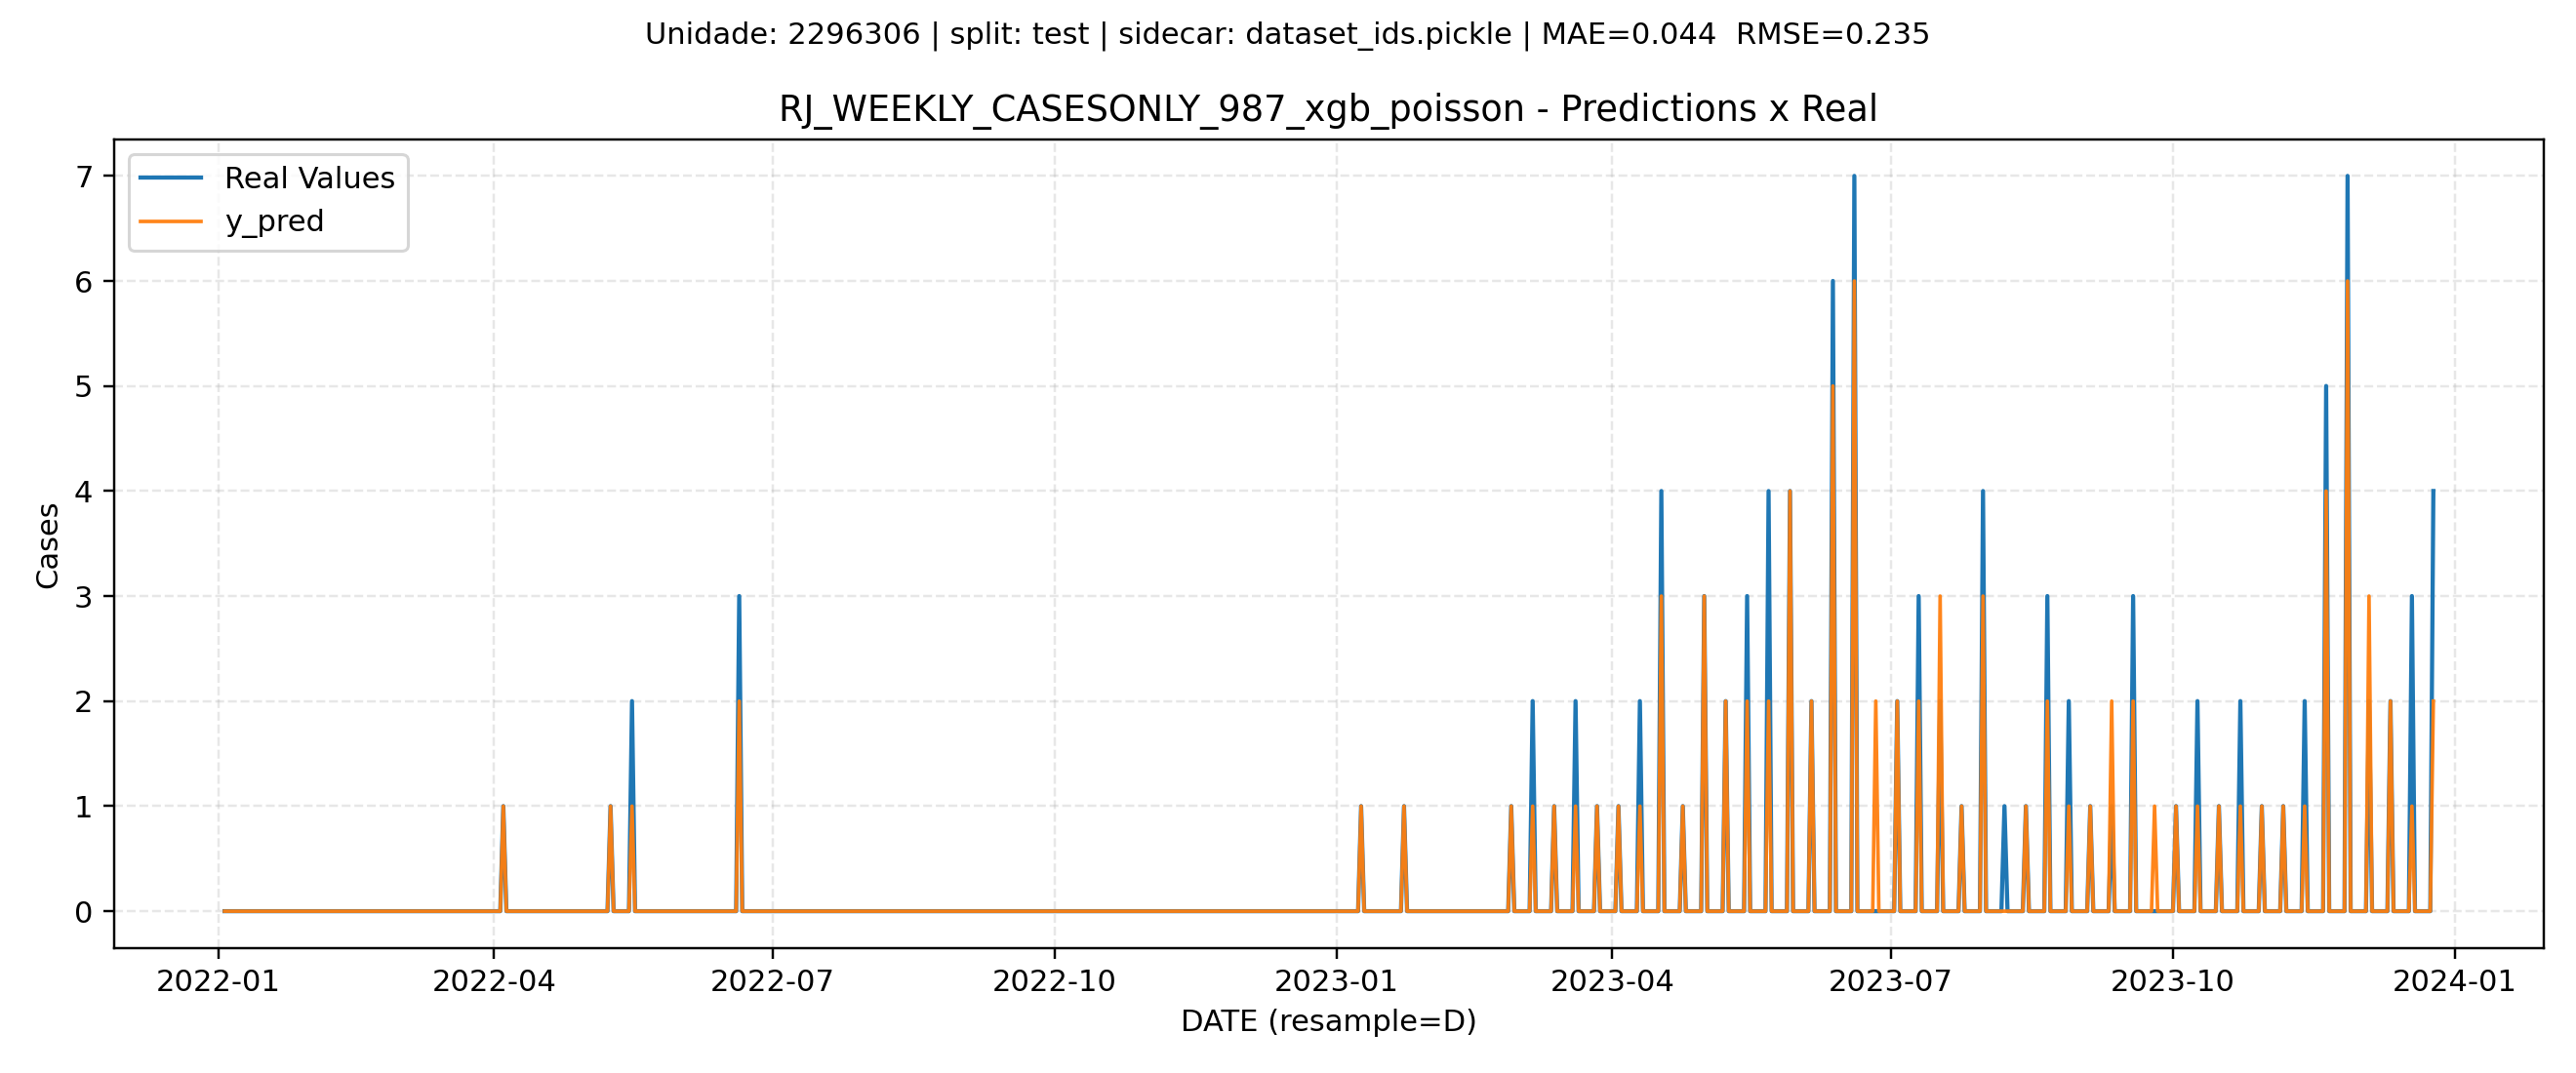 Unidade: 2296306 | split: test | sidecar: dataset_ids.pickle | MAE=0.044  RMSE=0.235
RJ_WEEKLY_CASESONLY_987_xgb_poisson - Predictions x Real
Real Values
y_pred
7
6
5
4
3
2
1
0
Cases
2022-01
2022-04
2022-07
2022-10
2023-01
2023-04
2023-07
2023-10
2024-01
DATE (resample=D)